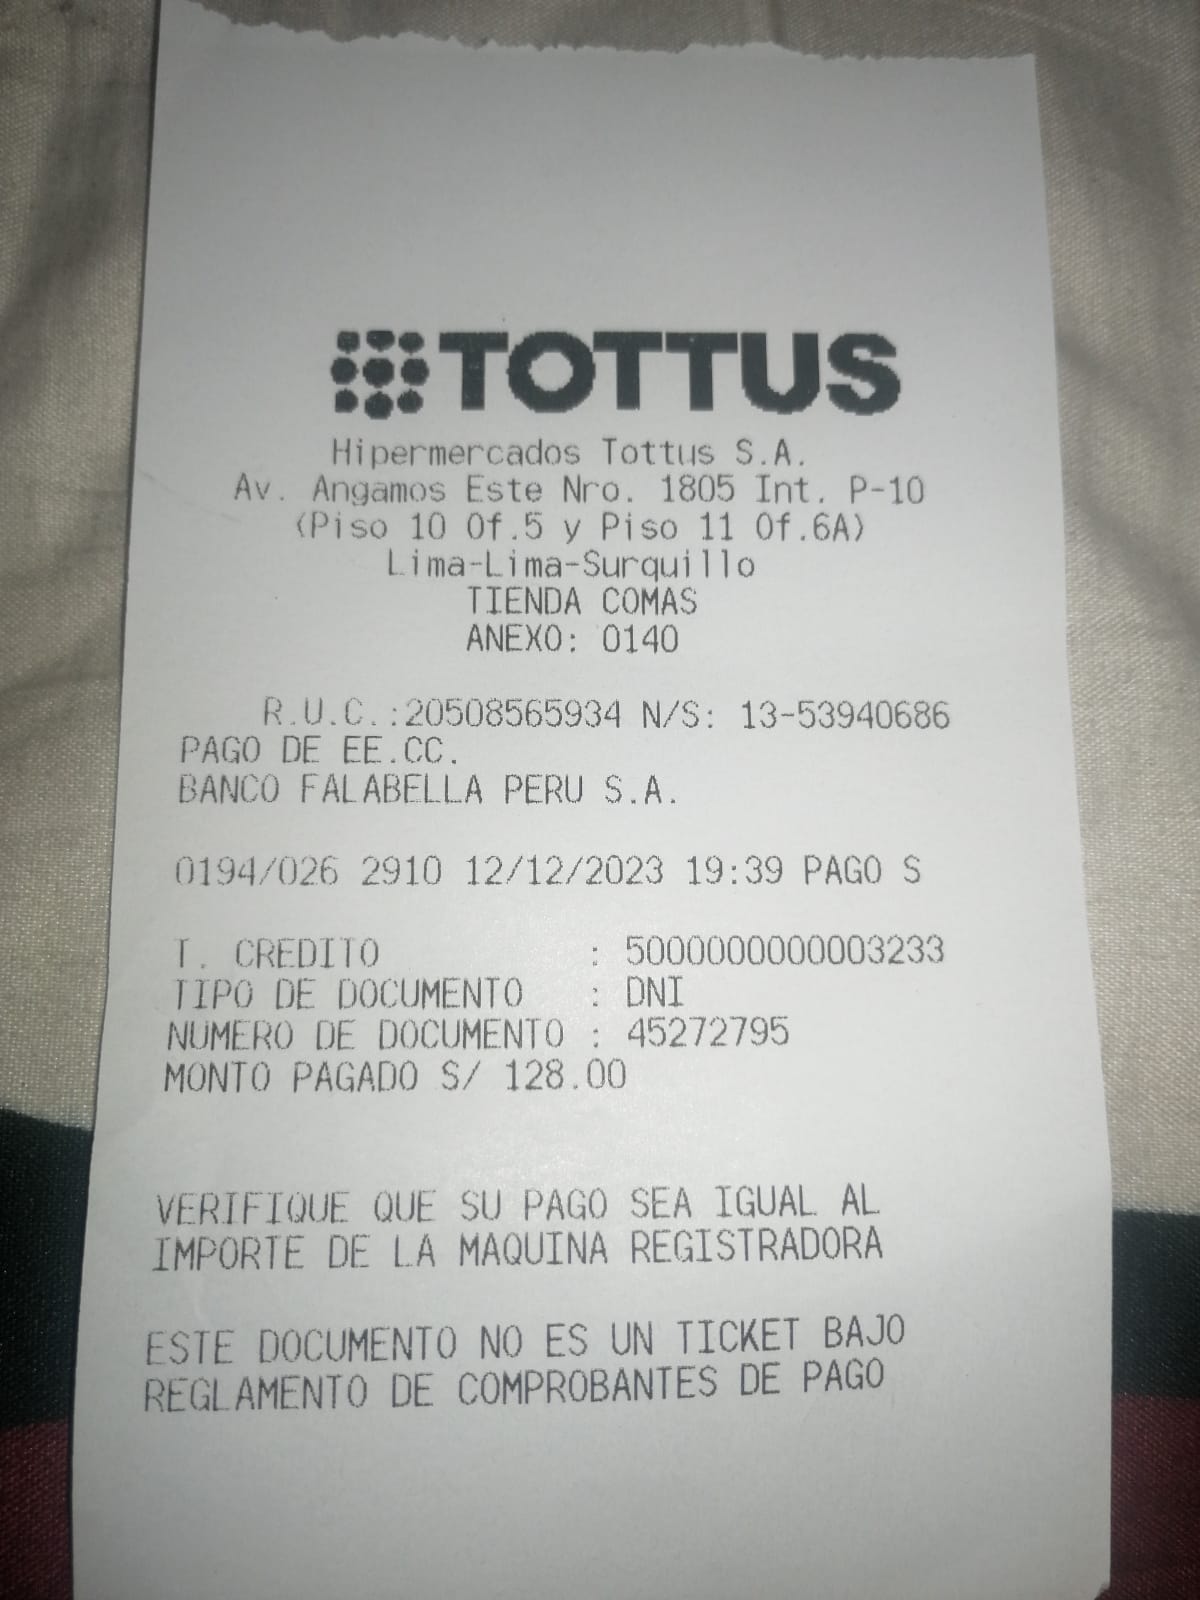 TOTTUS
Hipermercados Tottus S.A.
Av. Angamos Este Nro. 1805 Int. P-10
(Piso 10 Of.5 y Piso 11 Of.6A)
Lima-Lima-Surquillo
TIENDA COMAS
ANEXO: 0140
R.U.C.:20508565934 N/S: 13-53940686
PAGO DE EE.CC.
BANCO FALABELLA PERU S.A.
0194/026 2910 12/12/2023 19:39 PAGO S
T. CREDITO : 5000000000003233
TIPO DE DOCUMENTO : DNI
NUMERO DE DOCUMENTO : 45272795
MONTO PAGADO S/ 128.00
VERIFIQUE QUE SU PAGO SEA IGUAL AL
IMPORTE DE LA MAQUINA REGISTRADORA
ESTE DOCUMENTO NO ES UN TICKET BAJO
REGLAMENTO DE COMPROBANTES DE PAGO